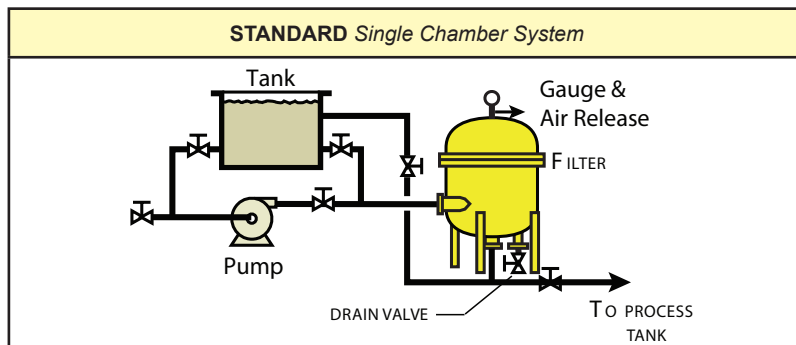 STANDARD Single Chamber System
Tank
Gauge &
Air Release
FILTER
Pump
DRAIN VALVE
TO PROCESS
TANK